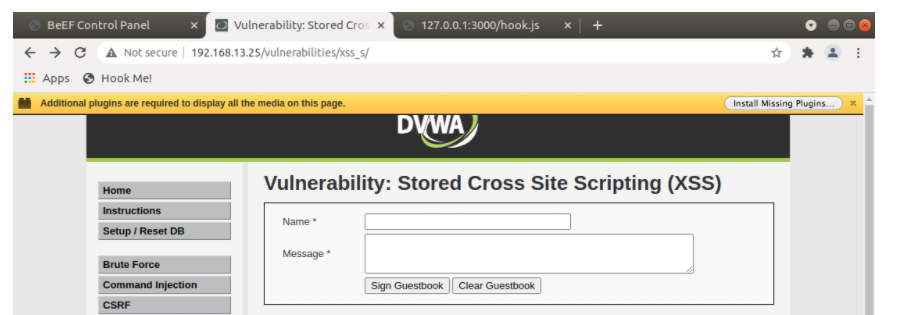 BeEF Control Panel
Vulnerability: Stored Cros
127.0.0.1:3000/hook.js
Not secure | 192.168.13.25/vulnerabilities/xss_s/
Apps Hook Me!
Additional plugins are required to display all the media on this page. Install Missing Plugins...
DVWA
Vulnerability: Stored Cross Site Scripting (XSS)
Home
Instructions
Setup / Reset DB
Brute Force
Command Injection
CSRF
Name *
Message *
Sign Guestbook Clear Guestbook